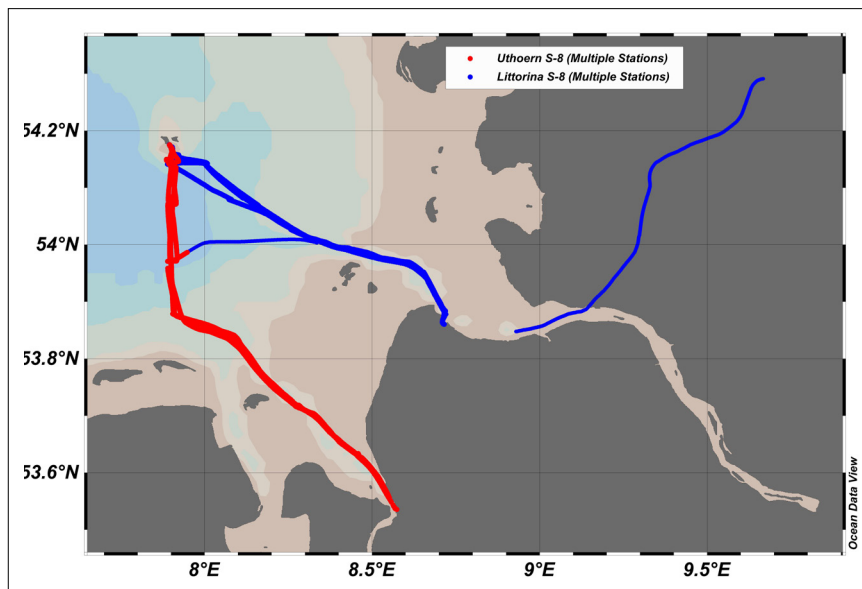 Uthoern S-8 (Multiple Stations)
Littorina S-8 (Multiple Stations)
54.2°N
54°N
53.8°N
53.6°N
8°E
8.5°E
9°E
9.5°E
Ocean Data View